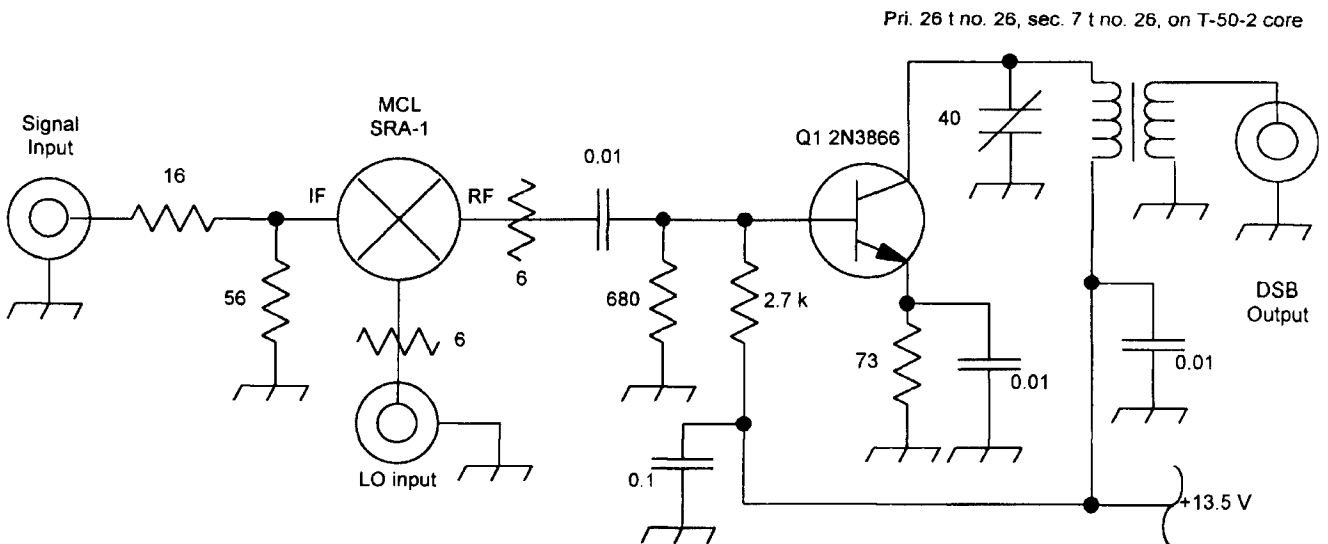 Pri. 26 t no. 26, sec. 7 t no. 26, on T-50-2 core
Signal
Input
16
56
IF
MCL
SRA-1
RF
6
6
LO input
0.01
680
2.7 k
0.1
Q1 2N3866
73
0.01
40
0.01
DSB
Output
+13.5 V